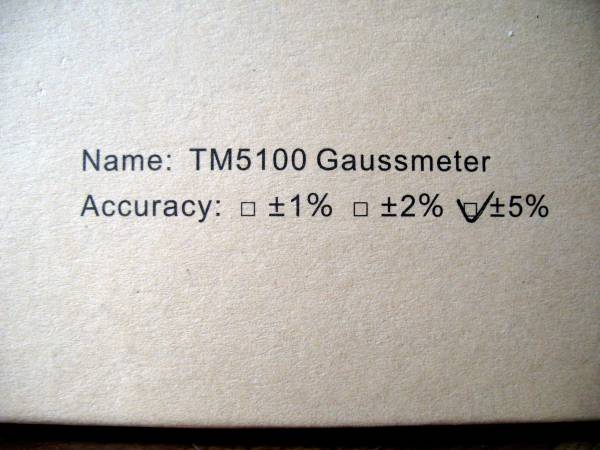 Name: TM5100 Gaussmeter
Accuracy: □ ±1% □ ±2% ☑ ±5%